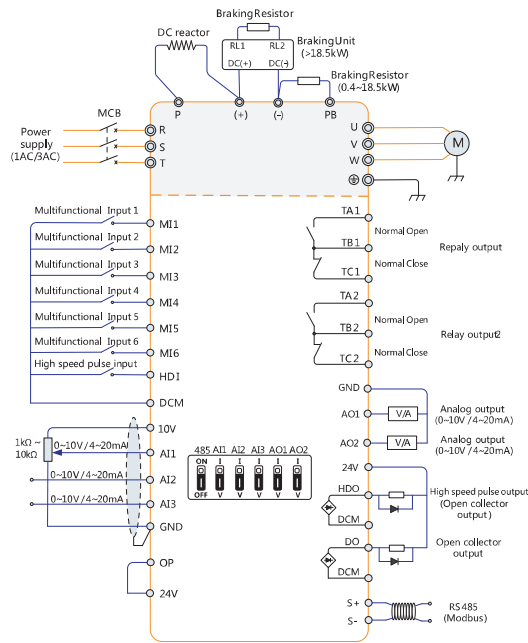 BrakingResistor
DC reactor
RL1 RL2
DC(+) DC(-)
BrakingUnit
(>18.5kW)
BrakingResistor
(0.4~18.5kW)
P (+) (-) PB
MCB
Power
supply
(1AC/3AC)
R
S
T
U
V
W
M
Multifunctional Input 1
MI1
Multifunctional Input 2
MI2
Multifunctional Input 3
MI3
Multifunctional Input 4
MI4
Multifunctional Input 5
MI5
Multifunctional Input 6
MI6
High speed pulse input
HDI
DCM
10V
1kΩ ~
10kΩ
0~10V/4~20mA
AI1
0~10V/4~20mA
AI2
0~10V/4~20mA
AI3
GND
OP
24V
485 AI1 AI2 AI3 AO1 AO2
ON I I I I I
OFF V V V V V
TA1
Normal Open
TB1
Repaly output
Normal Close
TC1
TA2
Normal Open
TB2
Relay output2
Normal Close
TC2
GND
AO1
V/A
Analog output
(0~10V/4~20mA)
AO2
V/A
Analog output
(0~10V/4~20mA)
24V
HDO
High speed pulse output
(Open collector
output)
DCM
DO
Open collector
output
DCM
S+
S-
RS485
(Modbus)